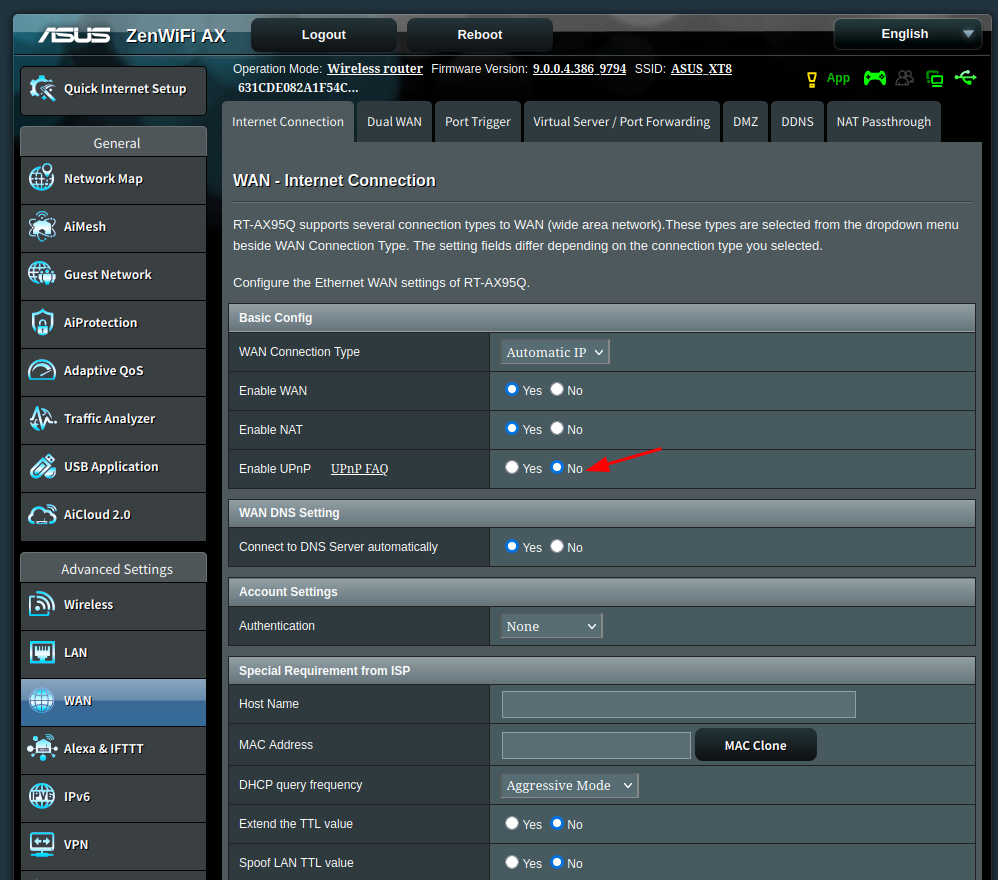 ASUS ZenWiFi AX Logout Reboot English
Operation Mode: Wireless router Firmware Version: 9.0.0.4.386_9794 SSID: ASUS_XT8
631CDE082A1F54C...
App
Quick Internet Setup
General
Network Map
AiMesh
Guest Network
AiProtection
Adaptive QoS
Traffic Analyzer
USB Application
AiCloud 2.0
Advanced Settings
Wireless
LAN
WAN
Alexa & IFTTT
IPv6
VPN
Internet Connection Dual WAN Port Trigger Virtual Server / Port Forwarding DMZ DDNS NAT Passthrough
WAN - Internet Connection
RT-AX95Q supports several connection types to WAN (wide area network).These types are selected from the dropdown menu
beside WAN Connection Type. The setting fields differ depending on the connection type you selected.
Configure the Ethernet WAN settings of RT-AX95Q.
Basic Config
WAN Connection Type Automatic IP
Enable WAN Yes No
Enable NAT Yes No
Enable UPnP UPnP FAQ Yes No
WAN DNS Setting
Connect to DNS Server automatically Yes No
Account Settings
Authentication None
Special Requirement from ISP
Host Name
MAC Address MAC Clone
DHCP query frequency Aggressive Mode
Extend the TTL value Yes No
Spoof LAN TTL value Yes No